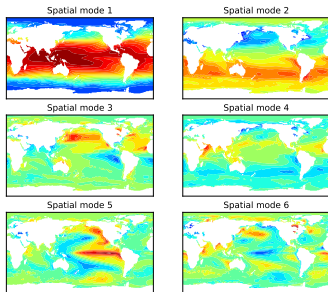 Spatial mode 1
Spatial mode 2
Spatial mode 3
Spatial mode 4
Spatial mode 5
Spatial mode 6